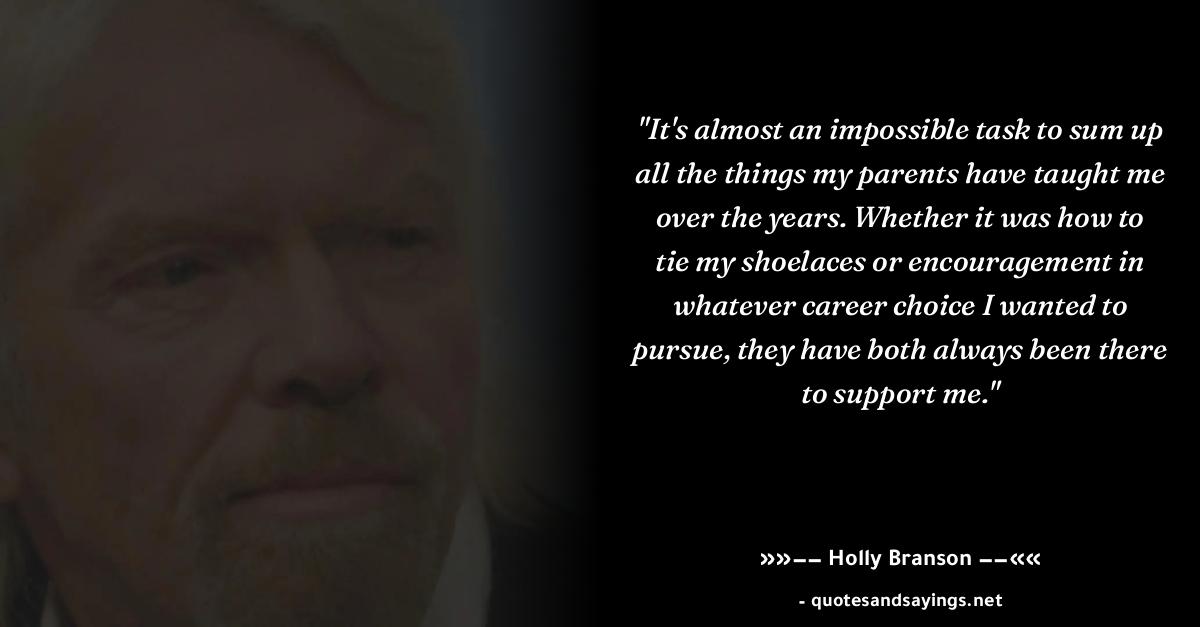 "It's almost an impossible task to sum up
all the things my parents have taught me
over the years. Whether it was how to
tie my shoelaces or encouragement in
whatever career choice I wanted to
pursue, they have both always been there
to support me."
»»–– Holly Branson ––««
- quotesandsayings.net